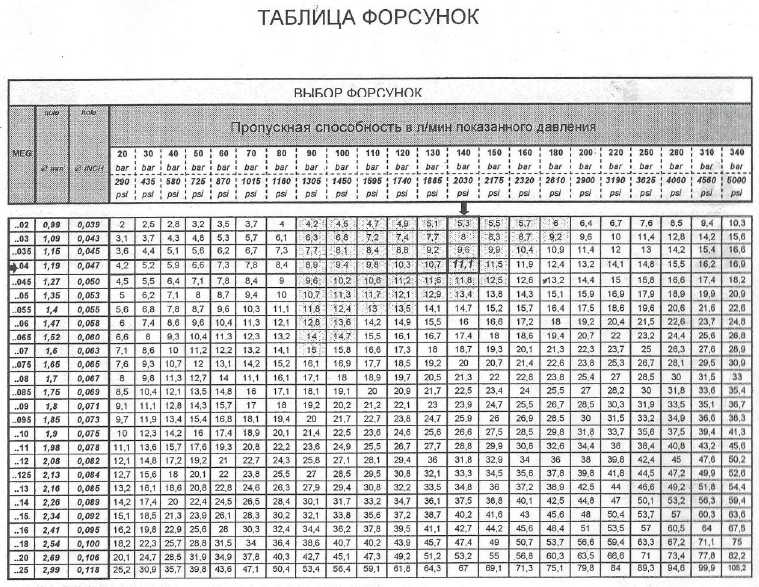 ТАБЛИЦА ФОРСУНОК
ВЫБОР ФОРСУНОК
MEG hole hole Пропускная способность в л/мин показанного давления
Ø mm Ø INCH
20 30 40 50 60 70 80 90 100 110 120 130 140 150 160 180 200 220 250 280 310 340
bar bar bar bar bar bar bar bar bar bar bar bar bar bar bar bar bar bar bar bar bar bar
290 435 580 725 870 1015 1160 1305 1450 1595 1740 1885 2030 2175 2320 2610 2900 3190 3625 4060 4560 5000
psi psi psi psi psi psi psi psi psi psi psi psi psi psi psi psi psi psi psi psi psi psi
..02 0,99 0,039 2 2,5 2,8 3,2 3,5 3,7 4 4,2 4,5 4,7 4,9 5,1 5,3 5,5 5,7 6 6,4 6,7 7,6 8,5 9,4 10,3
..03 1,09 0,043 3,1 3,7 4,3 4,8 5,3 5,7 6,1 7,2 7,4 7,7 8 8,3 8,7 9,2 10 11,4 12,8 14,2 15,6
..035 1,15 0,045 3,6 4,4 5,1 5,6 6,2 6,7 7,3 7,7 8,1 8,4 8,8 9,2 9,6 9,9 10,4 10,9 11,4 12 13 14,2 15,4 16,6
..04 1,19 0,047 4,2 5,2 5,9 6,6 7,3 7,8 8,4 8,9 9,4 9,8 10,3 10,7 11,1 11,5 11,9 12,4 13,2 14,1 14,8 15,5 16,2 16,9
..045 1,27 0,050 4,5 5,5 6,4 7,1 7,8 8,4 9 9,6 10,2 10,6 11,2 11,8 12,5 12,6 13,2 14,4 15 15,8 16,6 17,4 18,2
..05 1,35 0,053 5 6,2 7,1 8 8,7 9,4 10 10,7 11,3 11,7 12,1 12,9 13,4 13,8 14,3 15,1 15,9 16,9 17,9 18,9 19,9 20,9
..055 1,4 0,055 5,6 6,8 7,8 8,7 9,6 10,3 11,1 11,8 12,4 13 13,5 14,1 14,7 15,2 15,7 16,4 17,5 18,6 19,6 20,6 21,6 22,6
..06 1,47 0,058 6 7,4 8,6 9,6 10,4 11,3 12,1 12,8 13,6 14,2 14,9 15,5 16 16,6 17,2 18 19,2 20,4 21,5 22,6 23,7 24,8
..065 1,52 0,060 6,6 8 9,3 10,4 11,3 12,3 13,2 14 14,7 15,5 16,1 16,7 17,4 18 18,6 19,4 20,7 22 23,2 24,4 25,6 26,8
..07 1,6 0,063 7,1 8,6 10 11,2 12,2 13,2 14,1 15 15,8 16,6 17,3 18 18,7 19,3 20,1 21,3 22,3 23,7 25 26,3 27,6 28,9
..075 1,65 0,065 7,6 9,3 10,7 12 13,1 14,2 15,2 16,1 16,9 17,7 18,5 19,2 20 20,7 21,4 22,6 23,8 25,3 26,7 28,1 29,5 30,9
..08 1,7 0,067 8 9,8 11,3 12,7 14 11,1 16,1 17,1 18 18,9 19,7 20,5 21,3 22 22,8 23,8 25,4 27 28,5 30 31,5 33
..085 1,75 0,069 8,5 10,4 12,1 13,5 14,8 16 17,1 18,1 19,1 20 20,9 21,7 22,5 23,4 24 25,5 27 28,2 30 31,8 33,6 35,4
..09 1,8 0,071 9,1 11,1 12,8 14,3 15,7 17 18 19,2 20,2 21,2 22,1 23 23,9 24,7 25,5 26,7 28,5 30,3 31,9 33,5 35,1 36,7
..095 1,85 0,073 9,7 11,9 13,4 15,4 16,8 18,1 19,4 20 21,7 22,7 23,8 24,7 25,9 26 26,9 28,5 30 31,5 33,2 34,9 36,6 38,3
..10 1,9 0,075 10 12,3 14,2 16 17,4 18,9 20,1 21,4 22,5 23,6 24,6 25,6 26,6 27,5 28,5 29,8 31,8 33,7 35,6 37,5 39,4 41,3
..11 1,98 0,078 11,1 13,6 15,7 17,6 19,3 20,8 22,2 23,6 24,9 25,5 26,7 27,7 28,8 29,9 30,8 32,6 34,4 36 38,4 40,8 43,2 45,6
..12 2,08 0,082 12,1 14,8 17,2 19,2 21 22,7 24,3 25,8 27,1 28,1 29,4 36 31,8 32,9 34 36 38 39,8 42,4 45 47,6 50,2
..125 2,13 0,084 12,7 15,6 18 20,1 22 23,8 25,5 27 28,5 29,5 30,8 32,1 33,3 34,5 35,6 37,8 39,8 41,8 44,5 47,2 49,9 52,6
..13 2,16 0,085 13,2 16,1 18,6 20,8 22,8 24,6 26,3 27,9 29,4 30,8 32,2 33,5 34,8 36 37,2 38,9 42,5 44 46,6 49,2 51,8 54,4
..14 2,26 0,089 14,2 17,4 20 22,4 24,5 26,5 28,4 30,1 31,7 33,2 34,7 36,1 37,5 38,8 40,1 42,5 44,8 47 50,1 53,2 56,3 59,4
..15 2,34 0,092 15,1 18,5 21,3 23,9 26,1 28,3 30,2 32,1 33,8 35,6 37,2 38,7 40,2 41,6 43 45,6 48 50,4 53,7 57 60,3 63,6
..16 2,41 0,095 16,2 19,8 22,9 25,6 28 30,3 32,4 34,4 36,2 37,8 39,5 41,1 42,7 44,2 45,6 48,4 51 53,5 57 60,5 64 67,5
..18 2,54 0,100 18,2 22,3 25,7 28,8 31,5 34 36,4 38,6 40,7 40,2 43,9 45,7 47,4 49 50,7 53,7 56,6 59,4 63,3 67,2 71,3 75
..20 2,69 0,106 20,1 24,7 28,5 31,9 34,9 37,8 40,3 42,7 45,1 47,3 49,2 51,2 53,2 55 56,8 60,3 63,5 66,6 71 73,4 77,8 82,2
..25 2,99 0,118 25,2 30,9 35,7 39,8 43,6 47,1 50,4 53,4 56,4 59,1 61,8 64,3 67 69,1 71,3 75,1 79,8 84 89,3 94,6 99,9 105,2